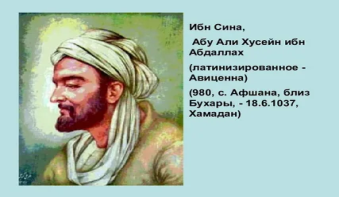 Ибн Сина,
Абу Али Хусейн ибн
Абдаллах
(латинизированное -
Авиценна)
(980, с. Афшана, близ
Бухары, - 18.6.1037,
Хамадан)